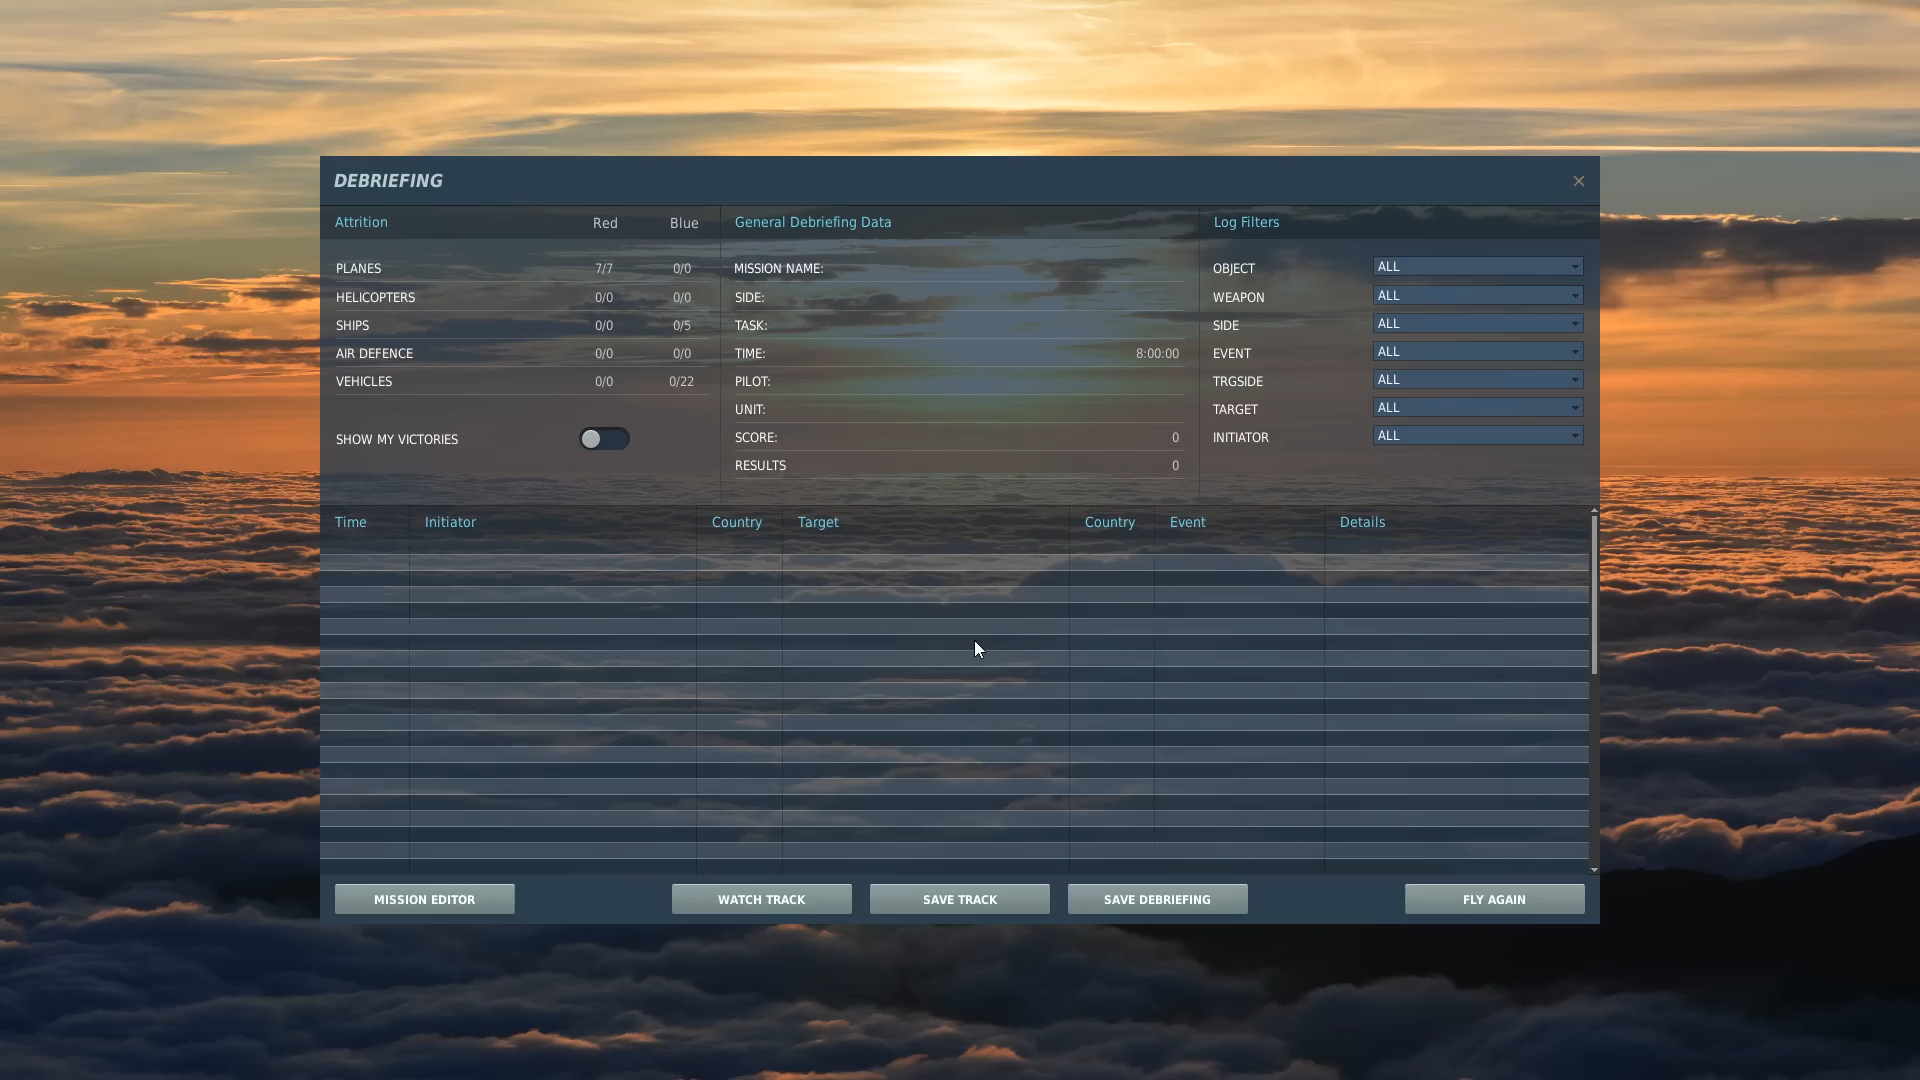 DEBRIEFING
Attrition Red Blue
PLANES 7/7 0/0
HELICOPTERS 0/0 0/0
SHIPS 0/0 0/5
AIR DEFENCE 0/0 0/0
VEHICLES 0/0 0/22
SHOW MY VICTORIES
General Debriefing Data
MISSION NAME:
SIDE:
TASK:
TIME: 8:00:00
PILOT:
UNIT:
SCORE: 0
RESULTS 0
Log Filters
OBJECT ALL
WEAPON ALL
SIDE ALL
EVENT ALL
TRGSIDE ALL
TARGET ALL
INITIATOR ALL
Time Initiator Country Target Country Event Details
MISSION EDITOR WATCH TRACK SAVE TRACK SAVE DEBRIEFING FLY AGAIN